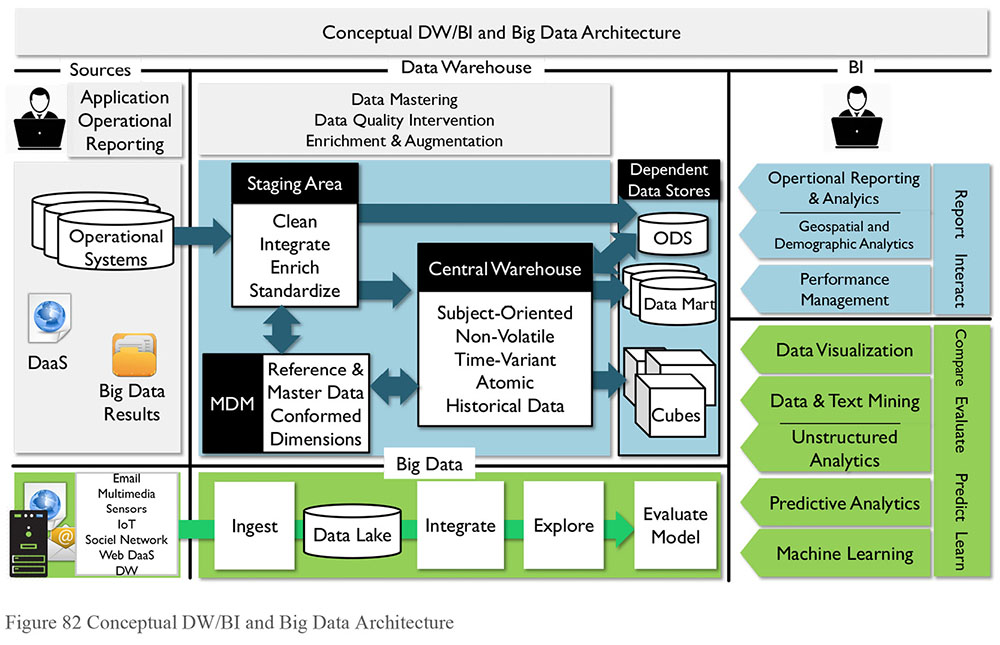 Conceptual DW/BI and Big Data Architecture
Sources
Data Warehouse
BI
Application
Operational
Reporting
Data Mastering
Data Quality Intervention
Enrichment & Augmentation
Operational
Systems
DaaS
Big Data
Results
Staging Area
Clean
Integrate
Enrich
Standardize
MDM
Reference &
Master Data
Conformed
Dimensions
Central Warehouse
Subject-Oriented
Non-Volatile
Time-Variant
Atomic
Historical Data
Dependent
Data Stores
ODS
Data Mart
Cubes
Opertional Reporting
& Analyics
Geospatial and
Demographic Analytics
Performance
Management
Report Interact
Data Visualization
Data & Text Mining
Unstructured
Analytics
Predictive Analytics
Machine Learning
Compare Evaluate Predict Learn
Big Data
Email
Multimedia
Sensors
IoT
Sociel Network
Web DaaS
DW
Ingest
Data Lake
Integrate
Explore
Evaluate
Model
Figure 82 Conceptual DW/BI and Big Data Architecture